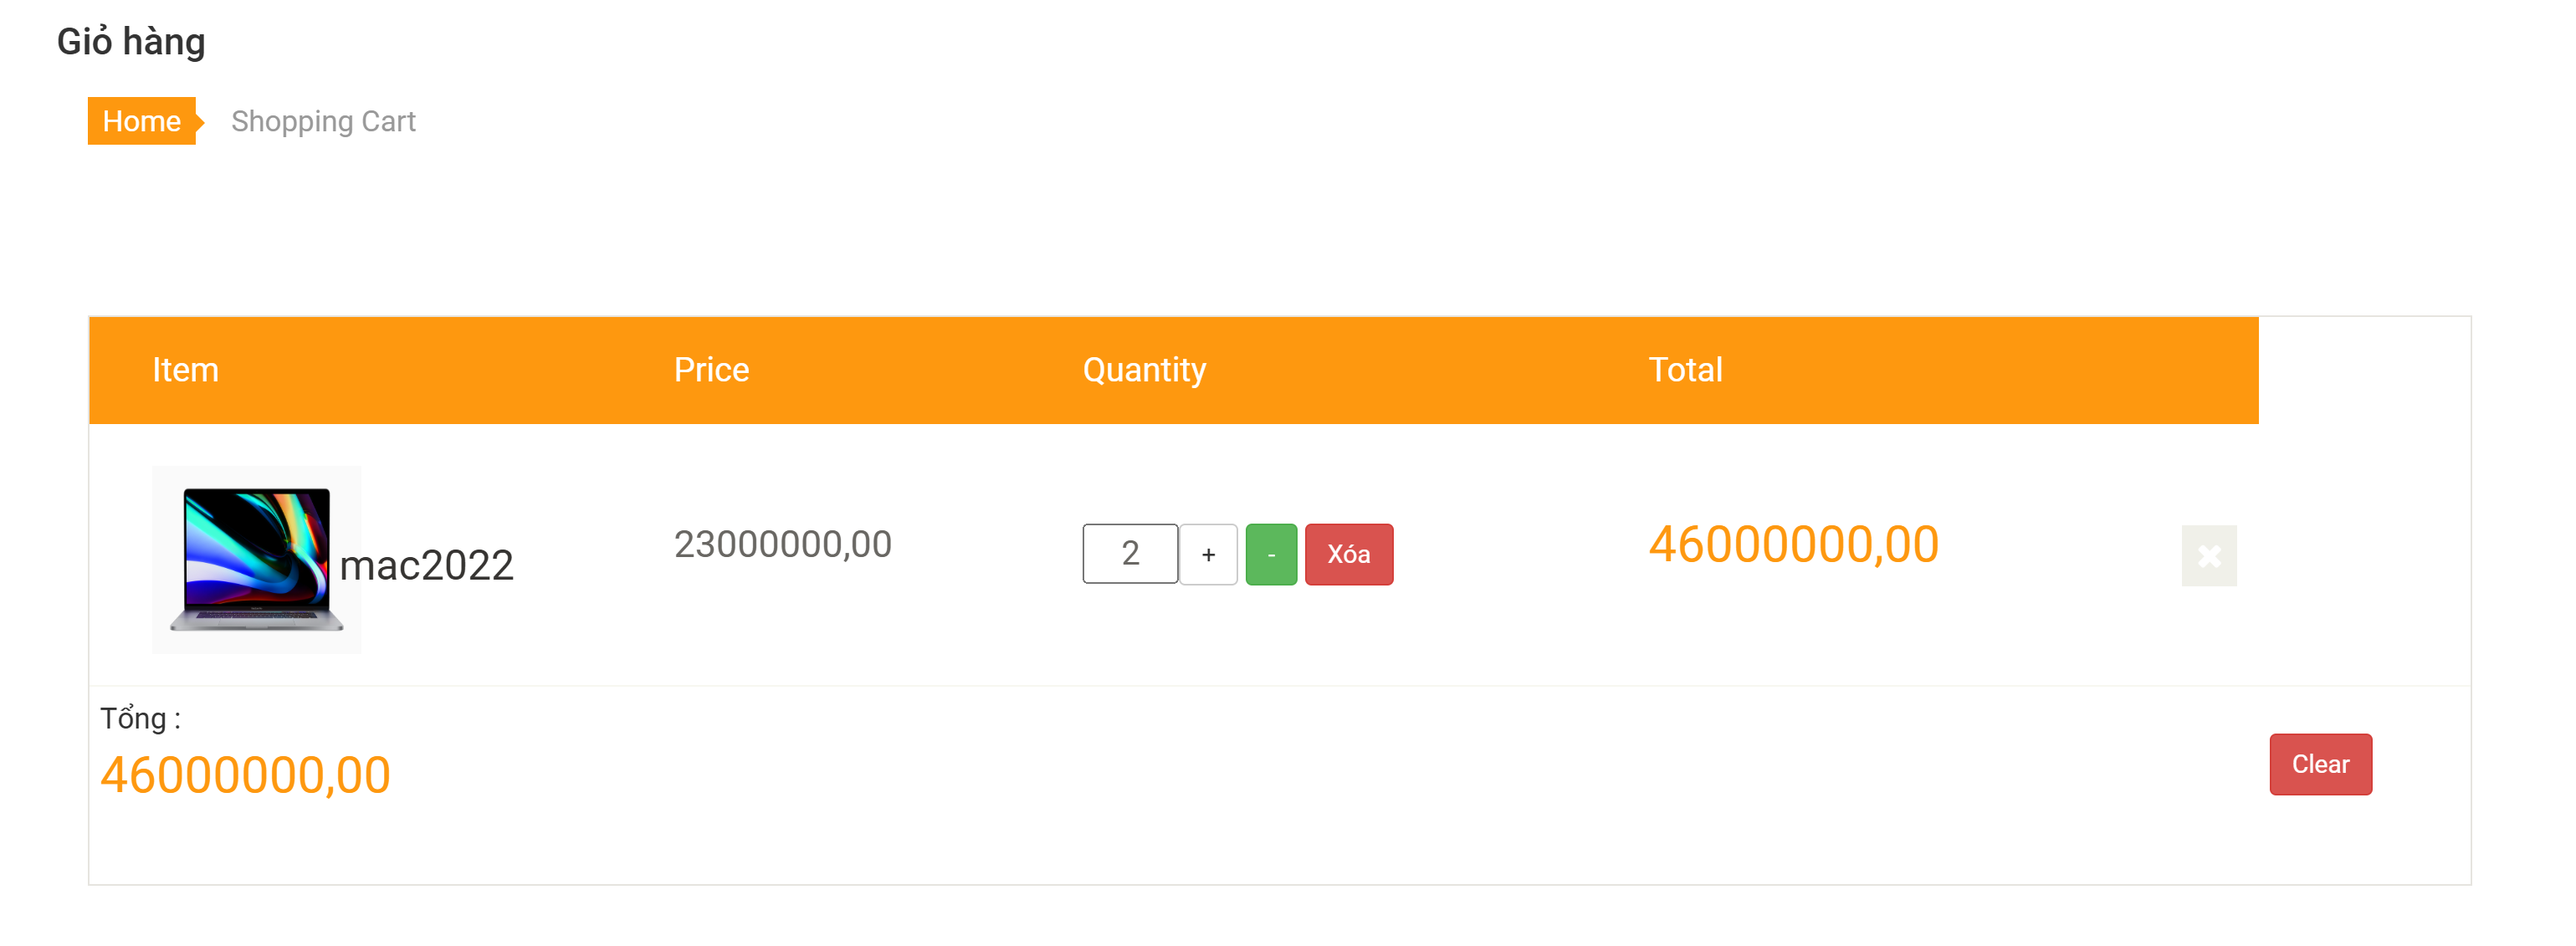 Giỏ hàng
Home Shopping Cart
Item Price Quantity Total
mac2022 23000000,00 2 + - Xóa 46000000,00
Tổng :
46000000,00
Clear